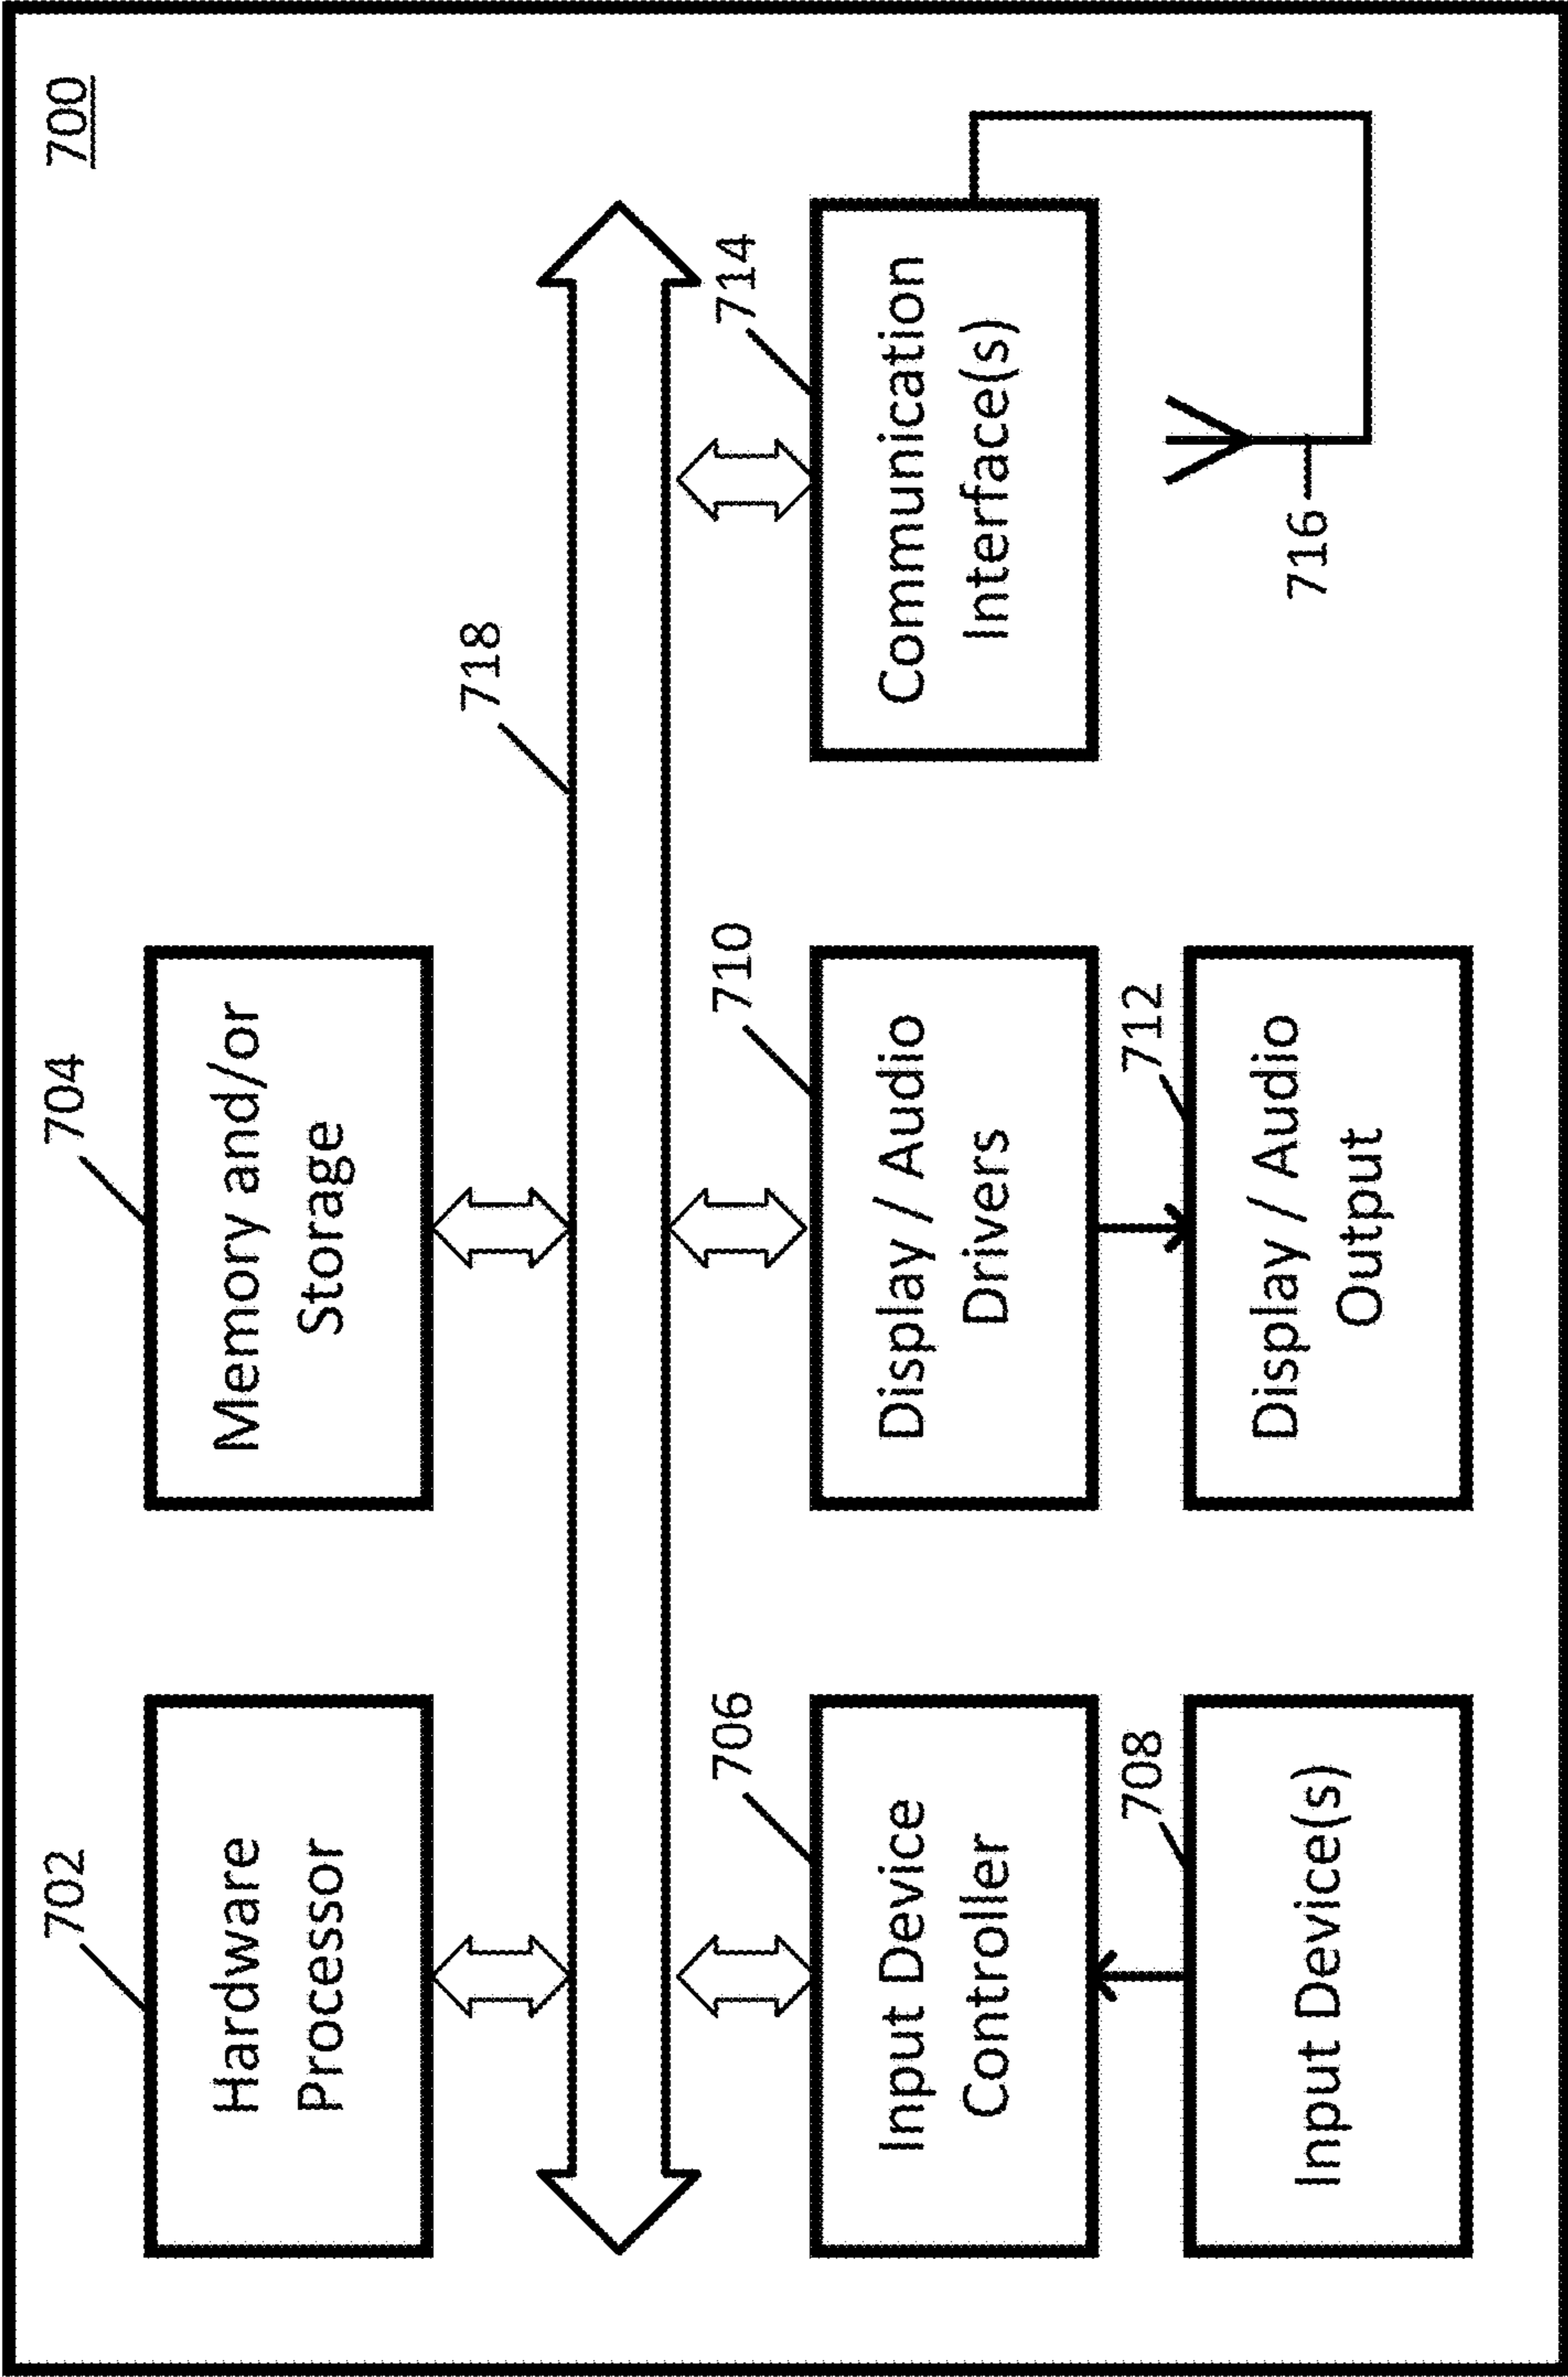 700
702
Hardware
Processor
704
Memory and/or
Storage
718
706
Input Device
Controller
710
Display / Audio
Drivers
714
Communication
Interface(s)
708
Input Device(s)
712
Display / Audio
Output
716